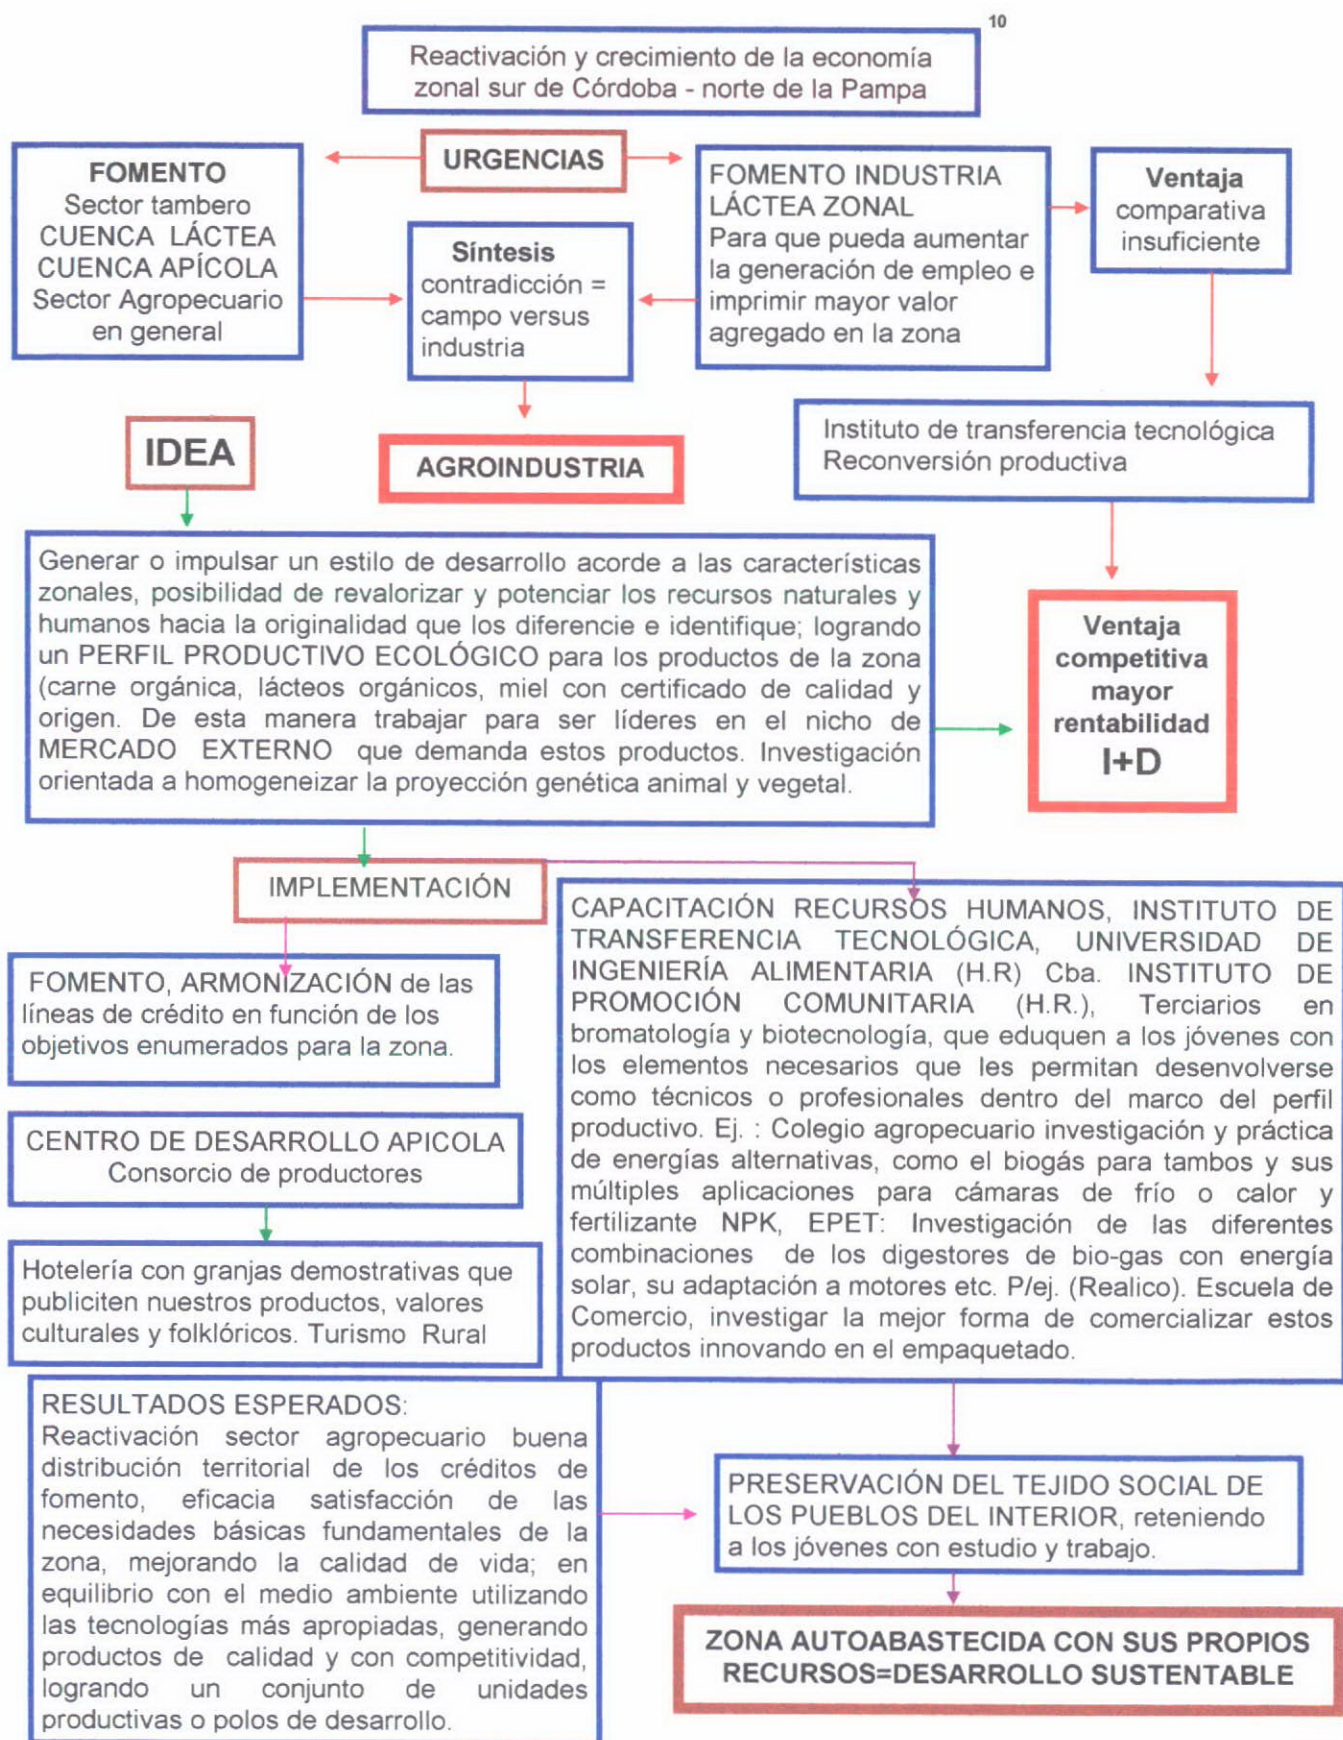 10
Reactivación y crecimiento de la economía
zonal sur de Córdoba - norte de la Pampa
URGENCIAS
FOMENTO
Sector tambero
CUENCA LÁCTEA
CUENCA APÍCOLA
Sector Agropecuario
en general
Síntesis
contradicción =
campo versus
industria
FOMENTO INDUSTRIA
LÁCTEA ZONAL
Para que pueda aumentar
la generación de empleo e
imprimir mayor valor
agregado en la zona
Ventaja
comparativa
insuficiente
IDEA
AGROINDUSTRIA
Instituto de transferencia tecnológica
Reconversión productiva
Generar o impulsar un estilo de desarrollo acorde a las características
zonales, posibilidad de revalorizar y potenciar los recursos naturales y
humanos hacia la originalidad que los diferencie e identifique; logrando
un PERFIL PRODUCTIVO ECOLÓGICO para los productos de la zona
(carne orgánica, lácteos orgánicos, miel con certificado de calidad y
origen. De esta manera trabajar para ser líderes en el nicho de
MERCADO EXTERNO que demanda estos productos. Investigación
orientada a homogeneizar la proyección genética animal y vegetal.
Ventaja
competitiva
mayor
rentabilidad
I+D
IMPLEMENTACIÓN
FOMENTO, ARMONIZACIÓN de las
líneas de crédito en función de los
objetivos enumerados para la zona.
CENTRO DE DESARROLLO APICOLA
Consorcio de productores
Hotelería con granjas demostrativas que
publiciten nuestros productos, valores
culturales y folklóricos. Turismo Rural
CAPACITACIÓN RECURSOS HUMANOS, INSTITUTO DE
TRANSFERENCIA TECNOLÓGICA, UNIVERSIDAD DE
INGENIERÍA ALIMENTARIA (H.R) Cba. INSTITUTO DE
PROMOCIÓN COMUNITARIA (H.R.), Terciarios en
bromatología y biotecnología, que eduquen a los jóvenes con
los elementos necesarios que les permitan desenvolverse
como técnicos o profesionales dentro del marco del perfil
productivo. Ej. : Colegio agropecuario investigación y práctica
de energías alternativas, como el biogás para tambos y sus
múltiples aplicaciones para cámaras de frío o calor y
fertilizante NPK, EPET: Investigación de las diferentes
combinaciones de los digestores de bio-gas con energía
solar, su adaptación a motores etc. P/ej. (Realico). Escuela de
Comercio, investigar la mejor forma de comercializar estos
productos innovando en el empaquetado.
RESULTADOS ESPERADOS:
Reactivación sector agropecuario buena
distribución territorial de los créditos de
fomento, eficacia satisfacción de las
necesidades básicas fundamentales de la
zona, mejorando la calidad de vida; en
equilibrio con el medio ambiente utilizando
las tecnologías más apropiadas, generando
productos de calidad y con competitividad,
logrando un conjunto de unidades
productivas o polos de desarrollo.
PRESERVACIÓN DEL TEJIDO SOCIAL DE
LOS PUEBLOS DEL INTERIOR, reteniendo
a los jóvenes con estudio y trabajo.
ZONA AUTOABASTECIDA CON SUS PROPIOS
RECURSOS=DESARROLLO SUSTENTABLE